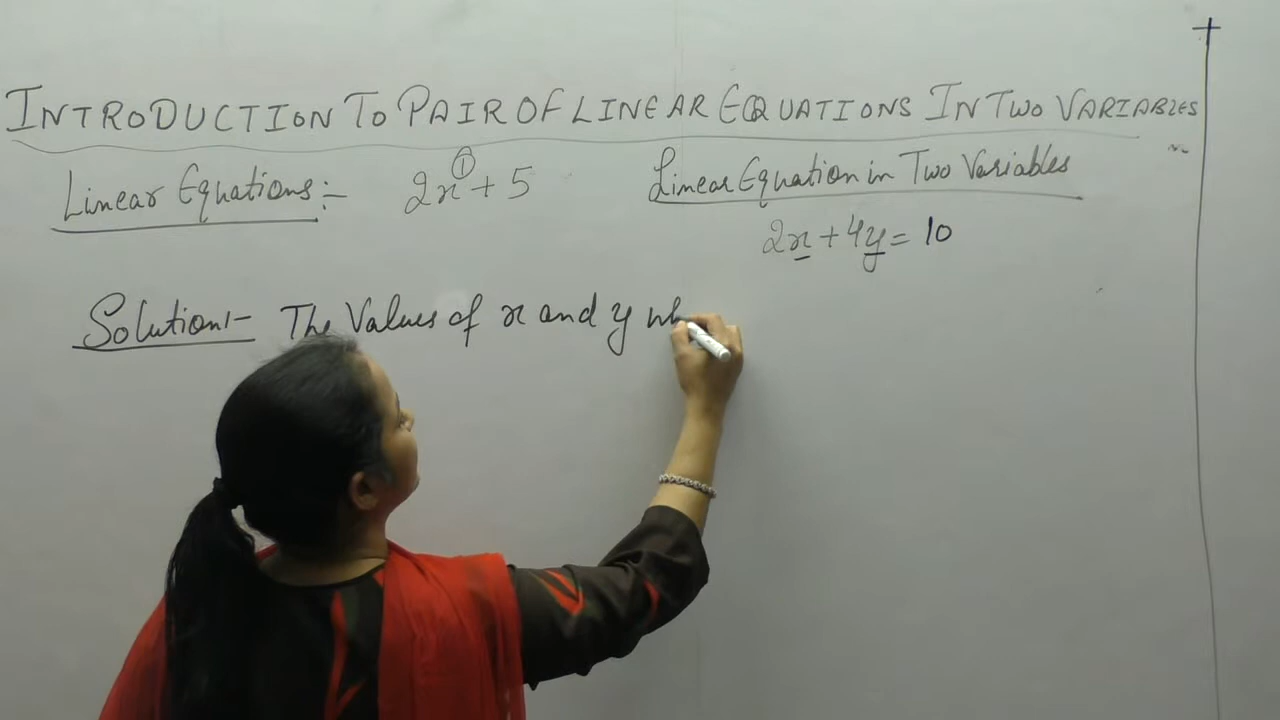 INTRODUCTION TO PAIR OF LINEAR EQUATIONS IN TWO VARIABLES
Linear Equations:- 2x^① + 5
Linear Equation in Two Variables
2x + 4y = 10
Solution:- The Values of x and y wh